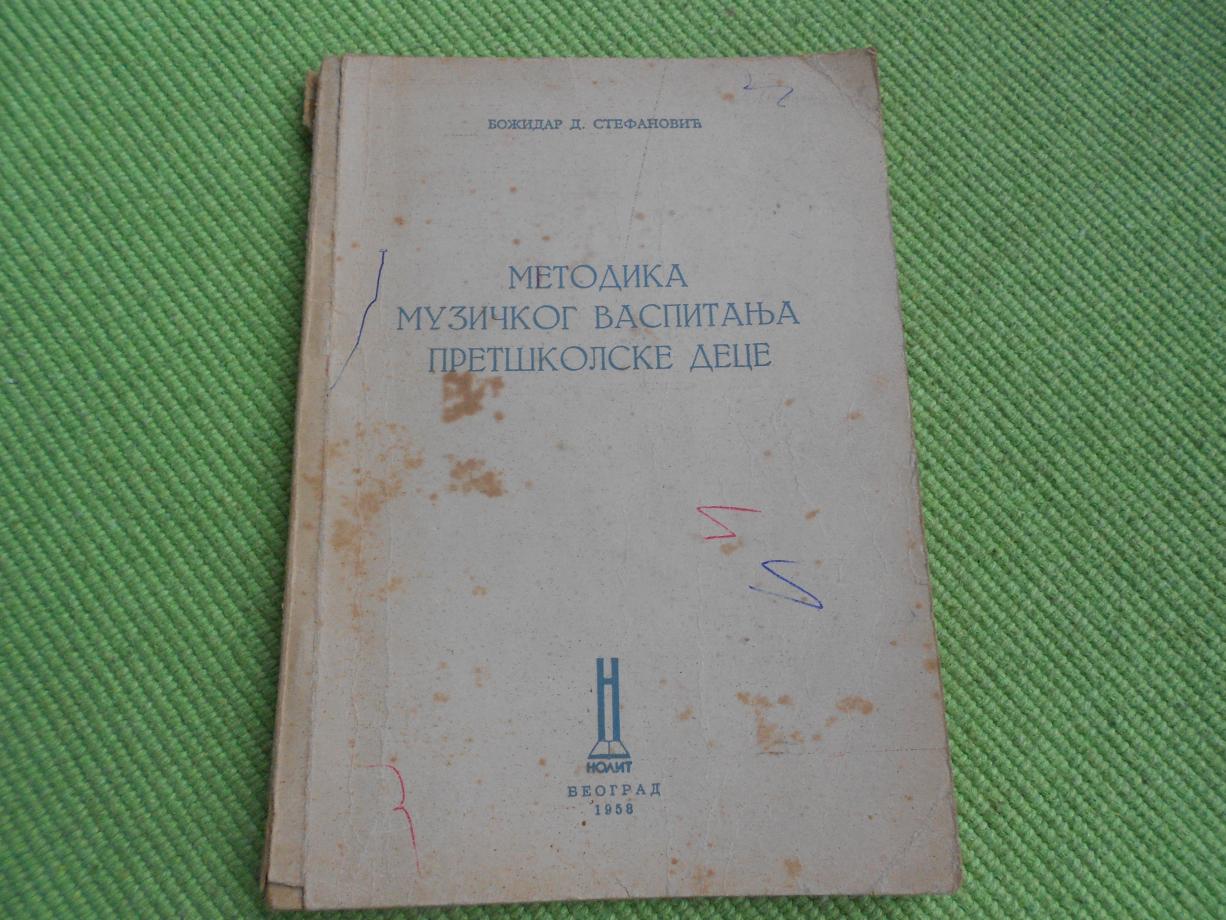 БОЖИДАР Д. СТЕФАНОВИЋ
МЕТОДИКА
МУЗИЧКОГ ВАСПИТАЊА
ПРЕТШКОЛСКЕ ДЕЦЕ
НОЛИТ
БЕОГРАД
1958